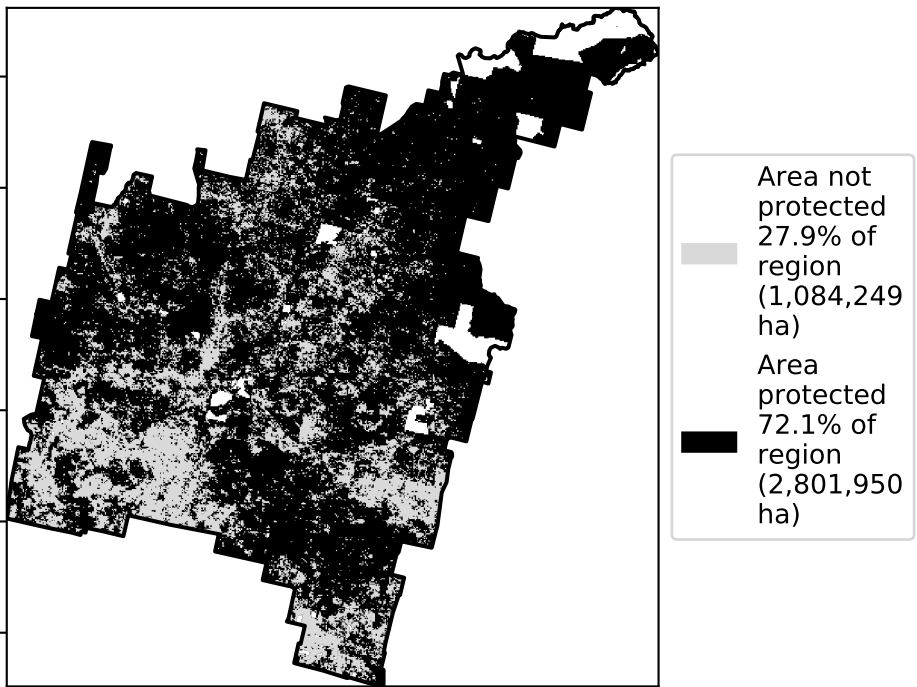 Area not
protected
27.9% of
region
(1,084,249
ha)
Area
protected
72.1% of
region
(2,801,950
ha)